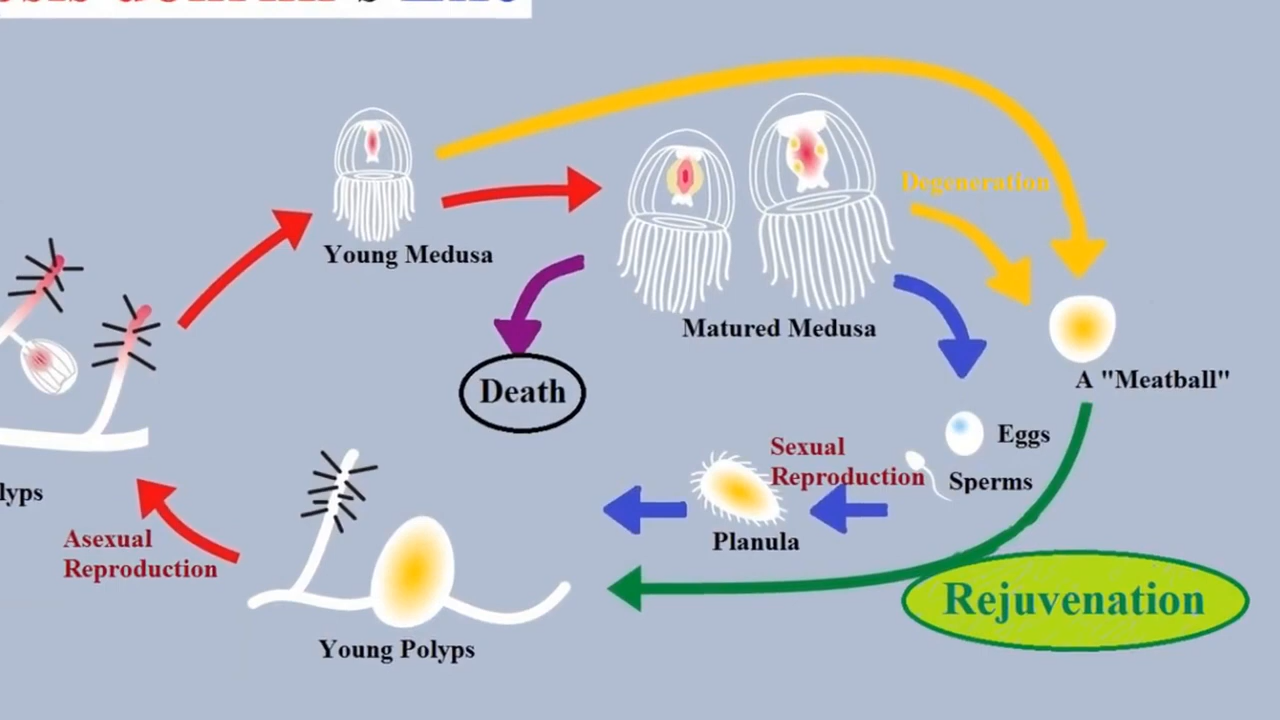 Young Medusa
Degeneration
Matured Medusa
Death
A "Meatball"
Eggs
Sexual
Reproduction
Sperms
lyps
Planula
Asexual
Reproduction
Rejuvenation
Young Polyps